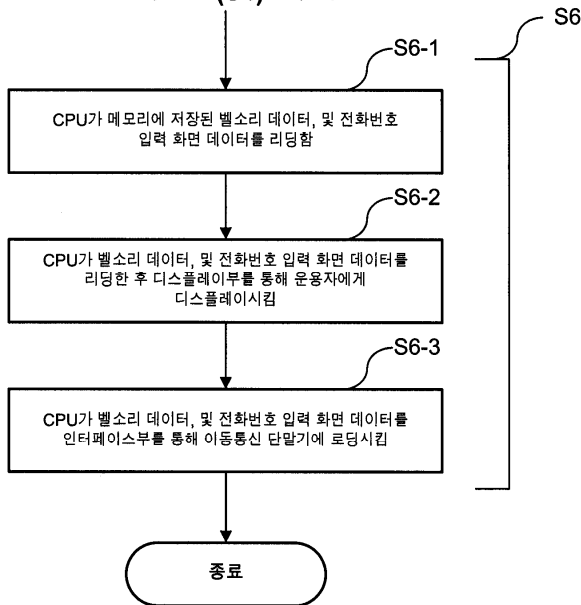 S6
S6-1
CPU가 메모리에 저장된 벨소리 데이터, 및 전화번호
입력 화면 데이터를 리딩함
S6-2
CPU가 벨소리 데이터, 및 전화번호 입력 화면 데이터를
리딩한 후 디스플레이부를 통해 운용자에게
디스플레이시킴
S6-3
CPU가 벨소리 데이터, 및 전화번호 입력 화면 데이터를
인터페이스부를 통해 이동통신 단말기에 로딩시킴
종료